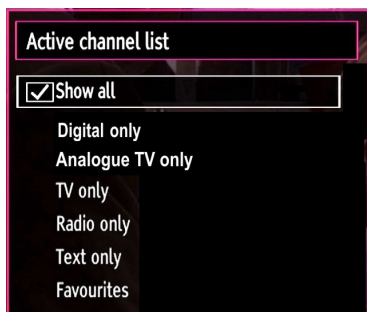 Active channel list
Show all
Digital only
Analogue TV only
TV only
Radio only
Text only
Favourites